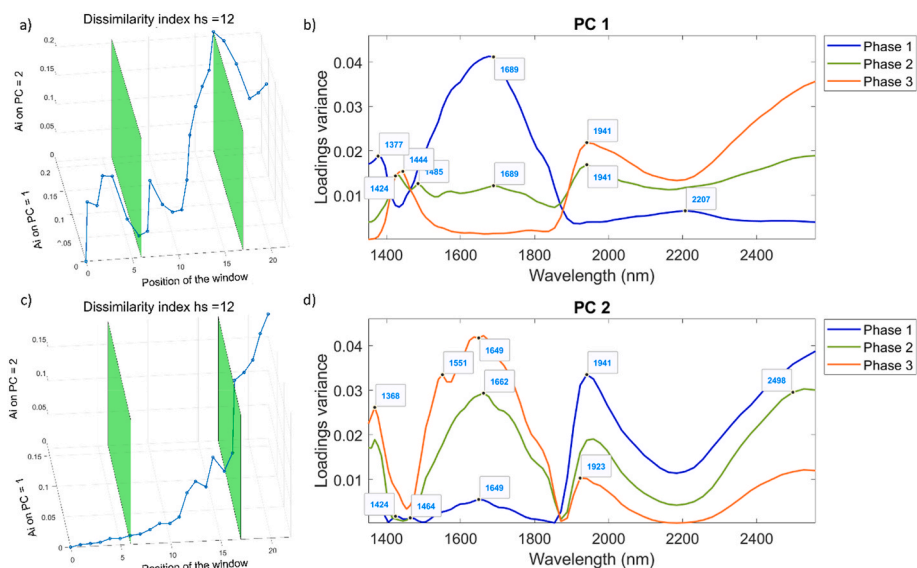 a)
Dissimilarity index hs =12
Ai on PC = 2
0.2
0.15
0.1
0.05
0
Ai on PC = 1
0.15
0.1
0.05
0
5
10
15
20
Position of the window
b)
PC 1
Loadings variance
0.04
0.03
0.02
0.01
1377
1424
1444
1485
1689
1689
1941
1941
2207
1400
1600
1800
2000
2200
2400
Wavelength (nm)
Phase 1
Phase 2
Phase 3
c)
Dissimilarity index hs =12
Ai on PC = 2
0.15
0.1
0.05
0
Ai on PC = 1
0.15
0.1
0.05
0
0
5
10
15
20
Position of the window
d)
PC 2
Loadings variance
0.04
0.03
0.02
0.01
1368
1424
1464
1551
1649
1662
1649
1941
1923
2498
1400
1600
1800
2000
2200
2400
Wavelength (nm)
Phase 1
Phase 2
Phase 3